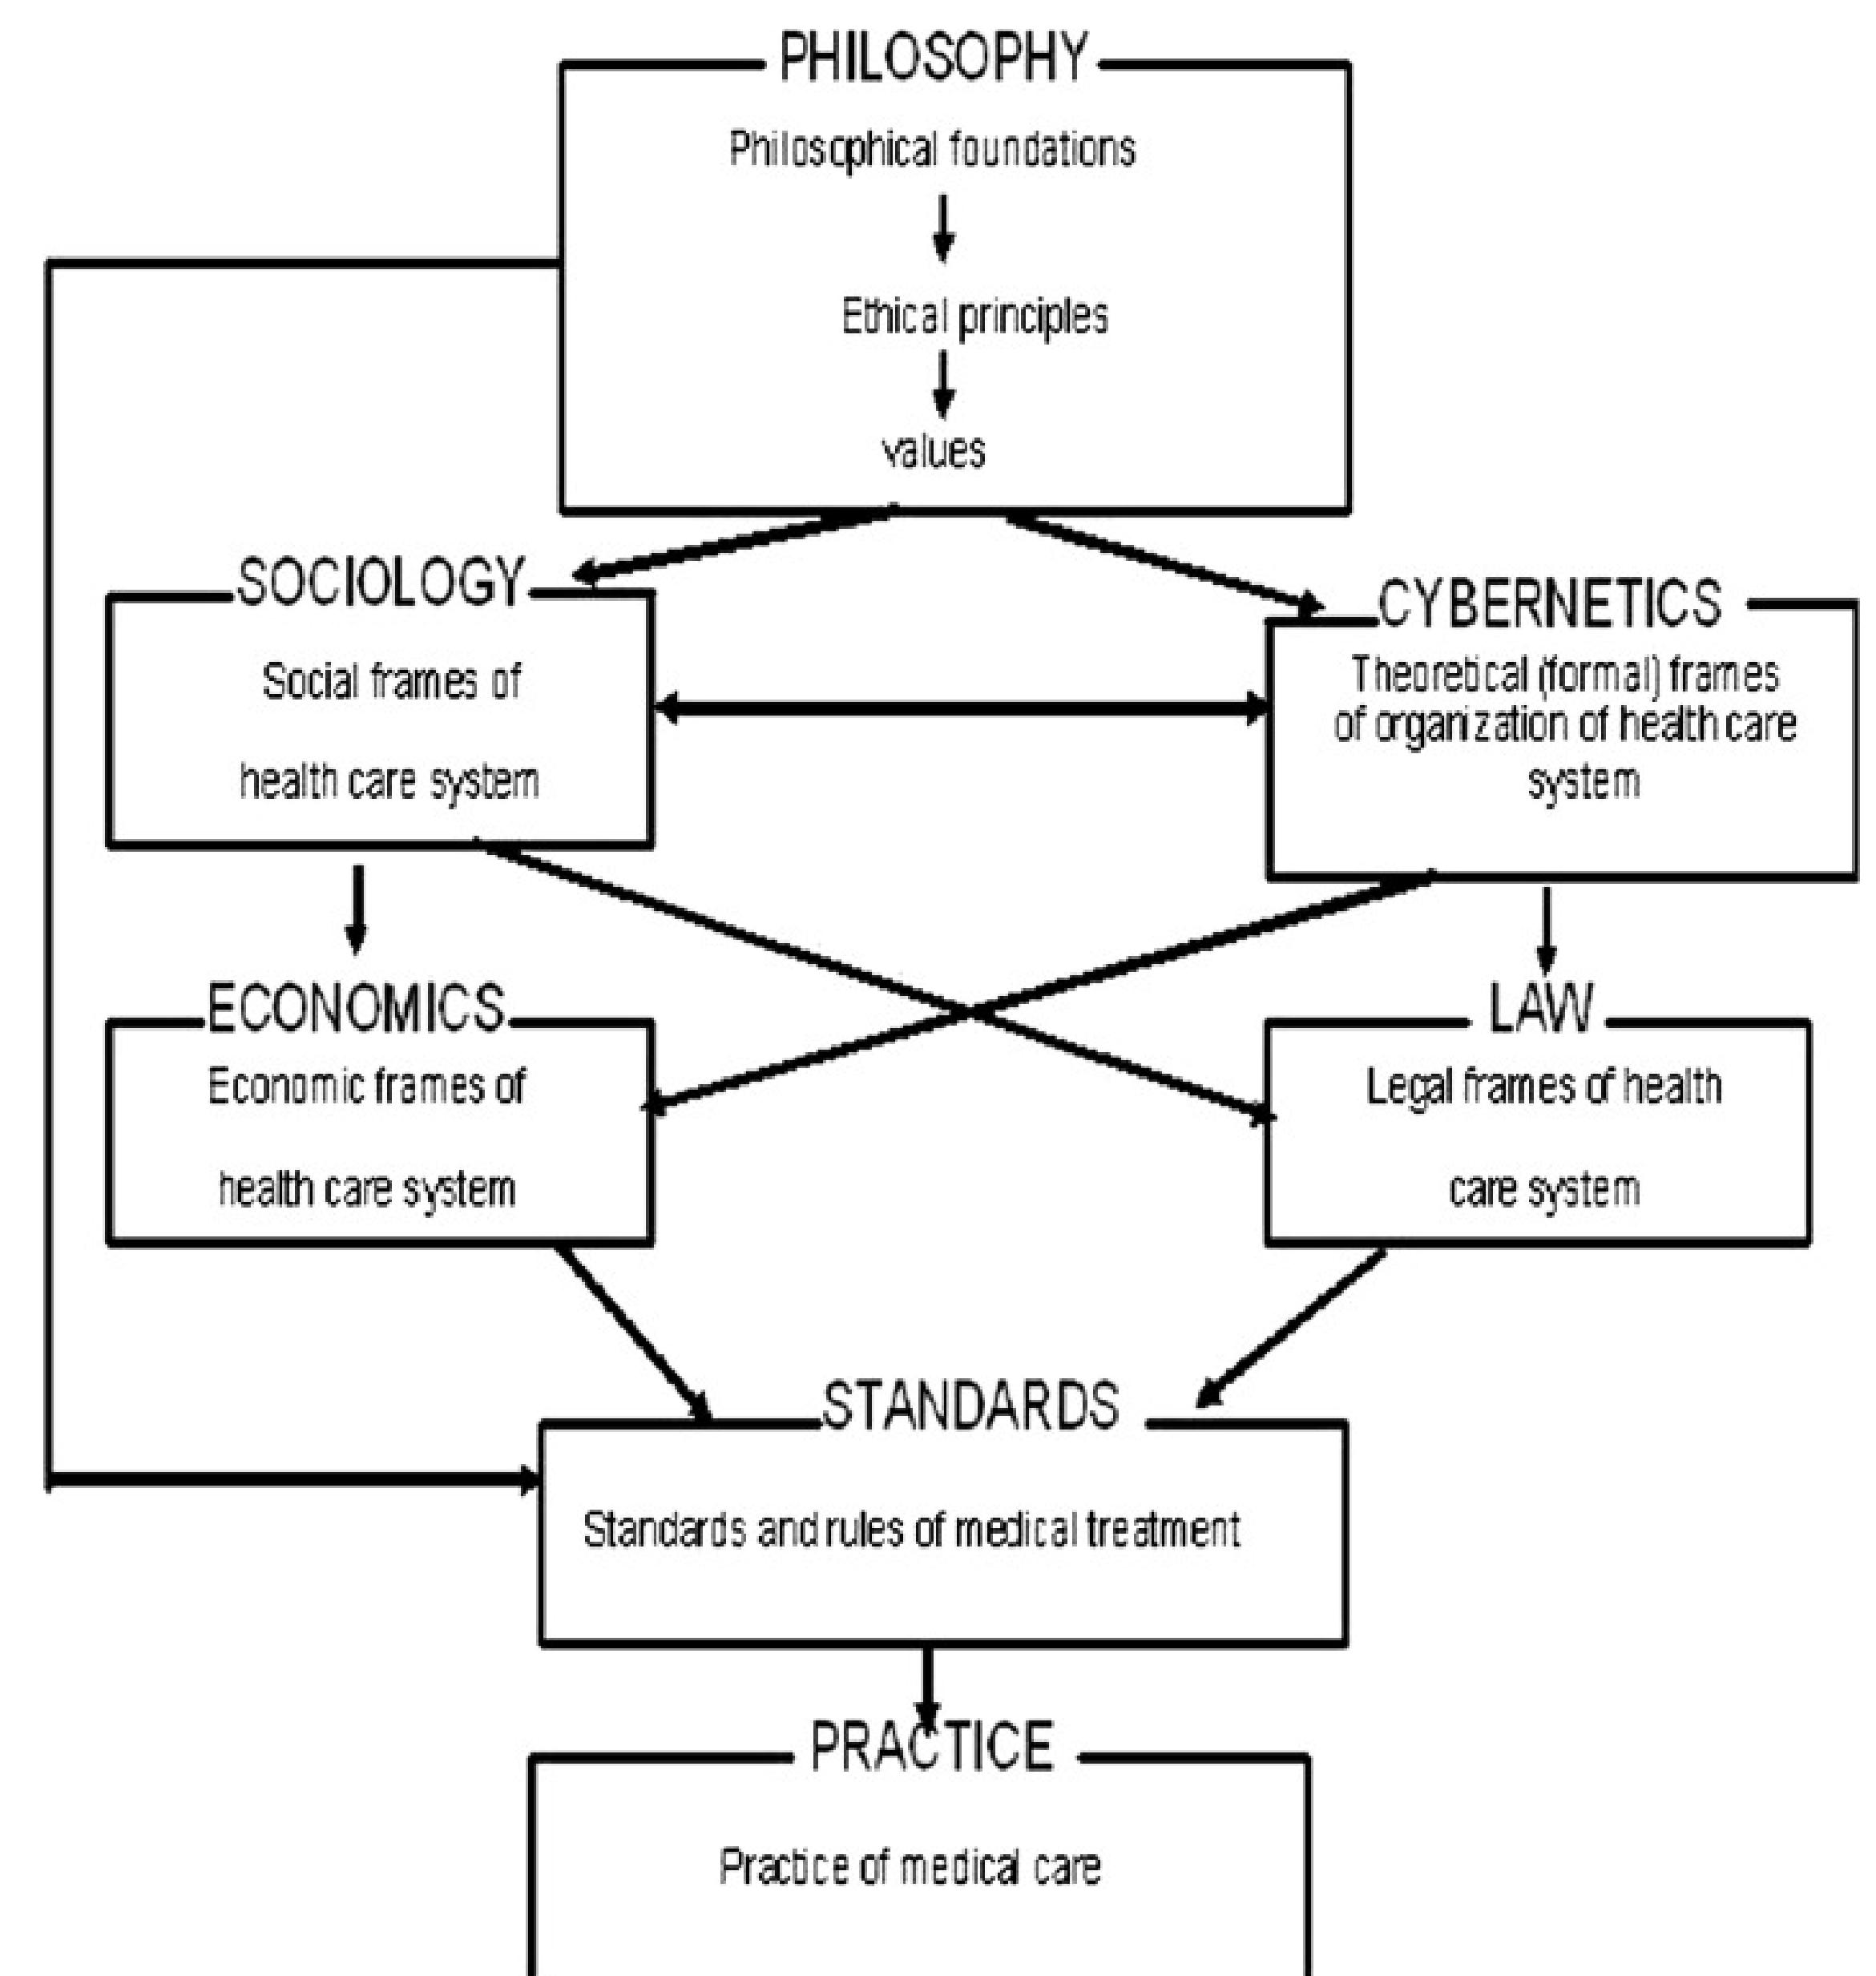 PHILOSOPHY
Philosophical foundations
Ethical principles
values
SOCIOLOGY
Social frames of
health care system
CYBERNETICS
Theoretical (formal) frames
of organization of health care
system
ECONOMICS
Economic frames of
health care system
LAW
Legal frames of health
care system
STANDARDS
Standards and rules of medical treatment
PRACTICE
Practice of medical care